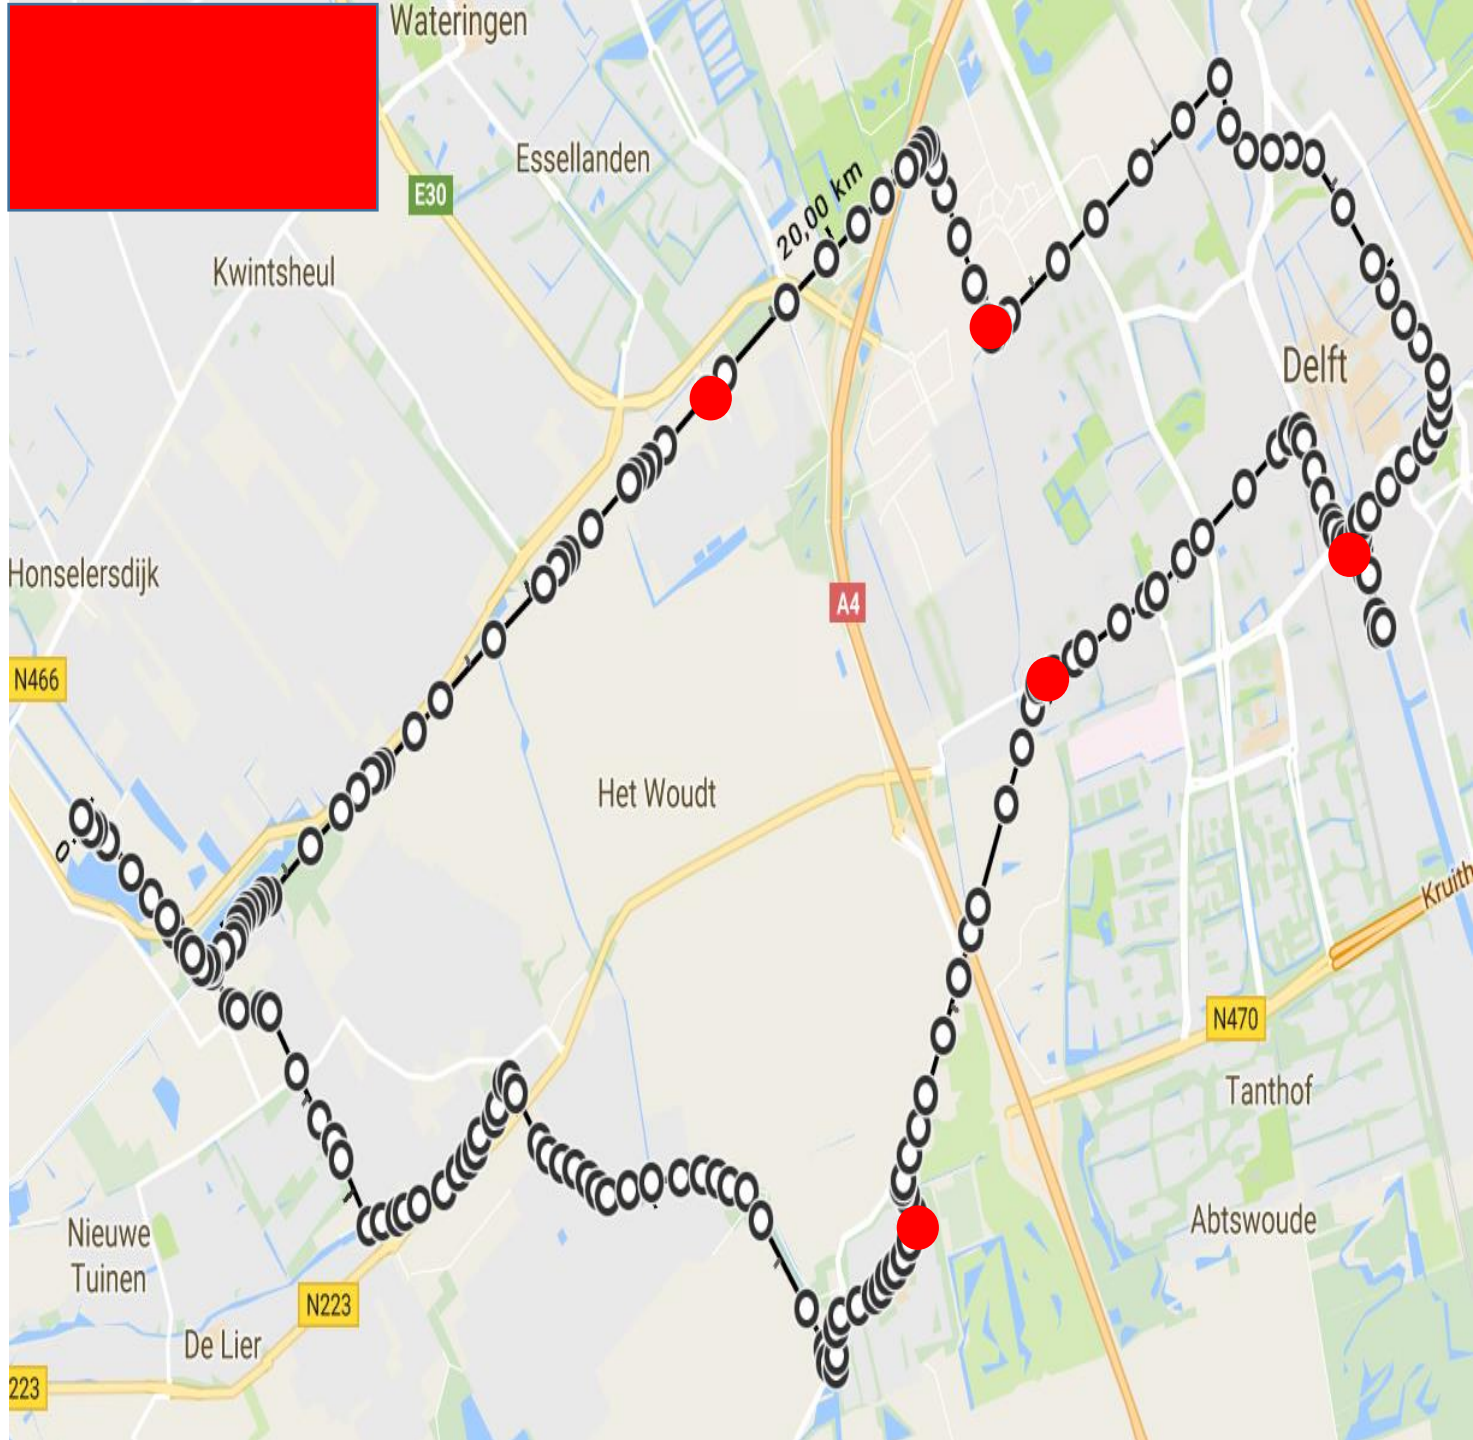 Wateringen
Essellanden
E30
20,00 km
Kwintsheul
Delft
Honselersdijk
A4
N466
Het Woudt
0
Kruith
N470
Tanthof
Abtswoude
Nieuwe
Tuinen
N223
De Lier
223